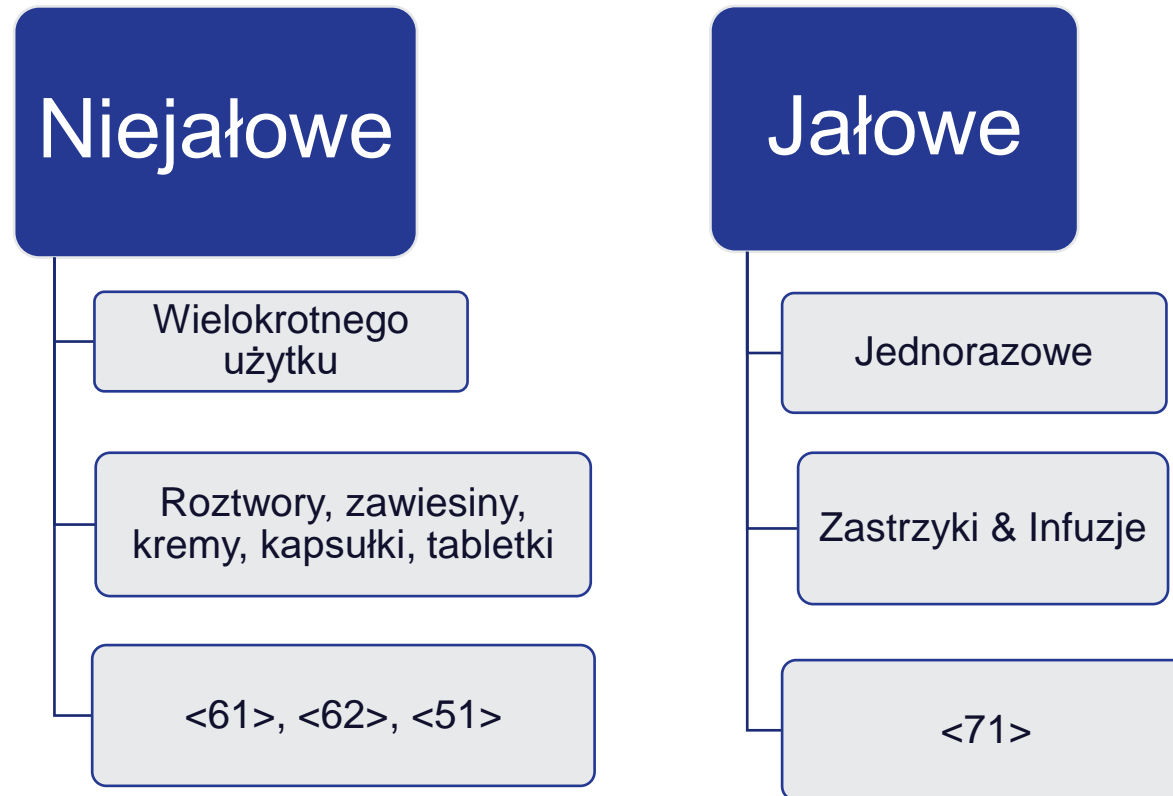 Niejałowe
Wielokrotnego
użytku
Roztwory, zawiesiny,
kremy, kapsułki, tabletki
<61>, <62>, <51>
Jałowe
Jednorazowe
Zastrzyki & Infuzje
<71>